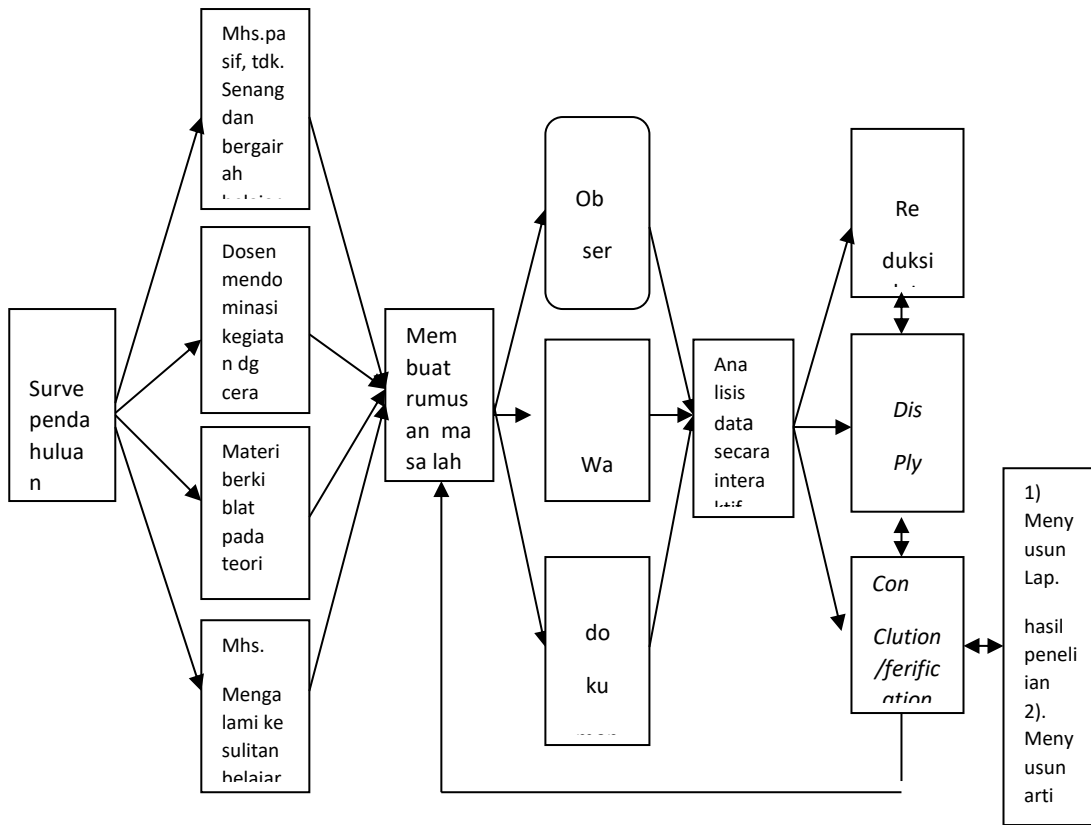 Surve
penda
hulua
n
Mhs.pa
sif, tdk.
Senang
dan
bergair
ah
Dosen
mendo
minasi
kegiata
n dg
cera
Materi
berki
blat
pada
teori
Mhs.
Menga
lami ke
sulitan
belajar
Mem
buat
rumus
an ma
sa lah
Ob
ser
Wa
do
ku
Ana
lisis
data
secara
intera
ktif
Re
duksi
Dis
Ply
Con
Clution
/ferific
ation
1)
Meny
usun
Lap.
hasil
peneli
ian
2).
Meny
usun
arti